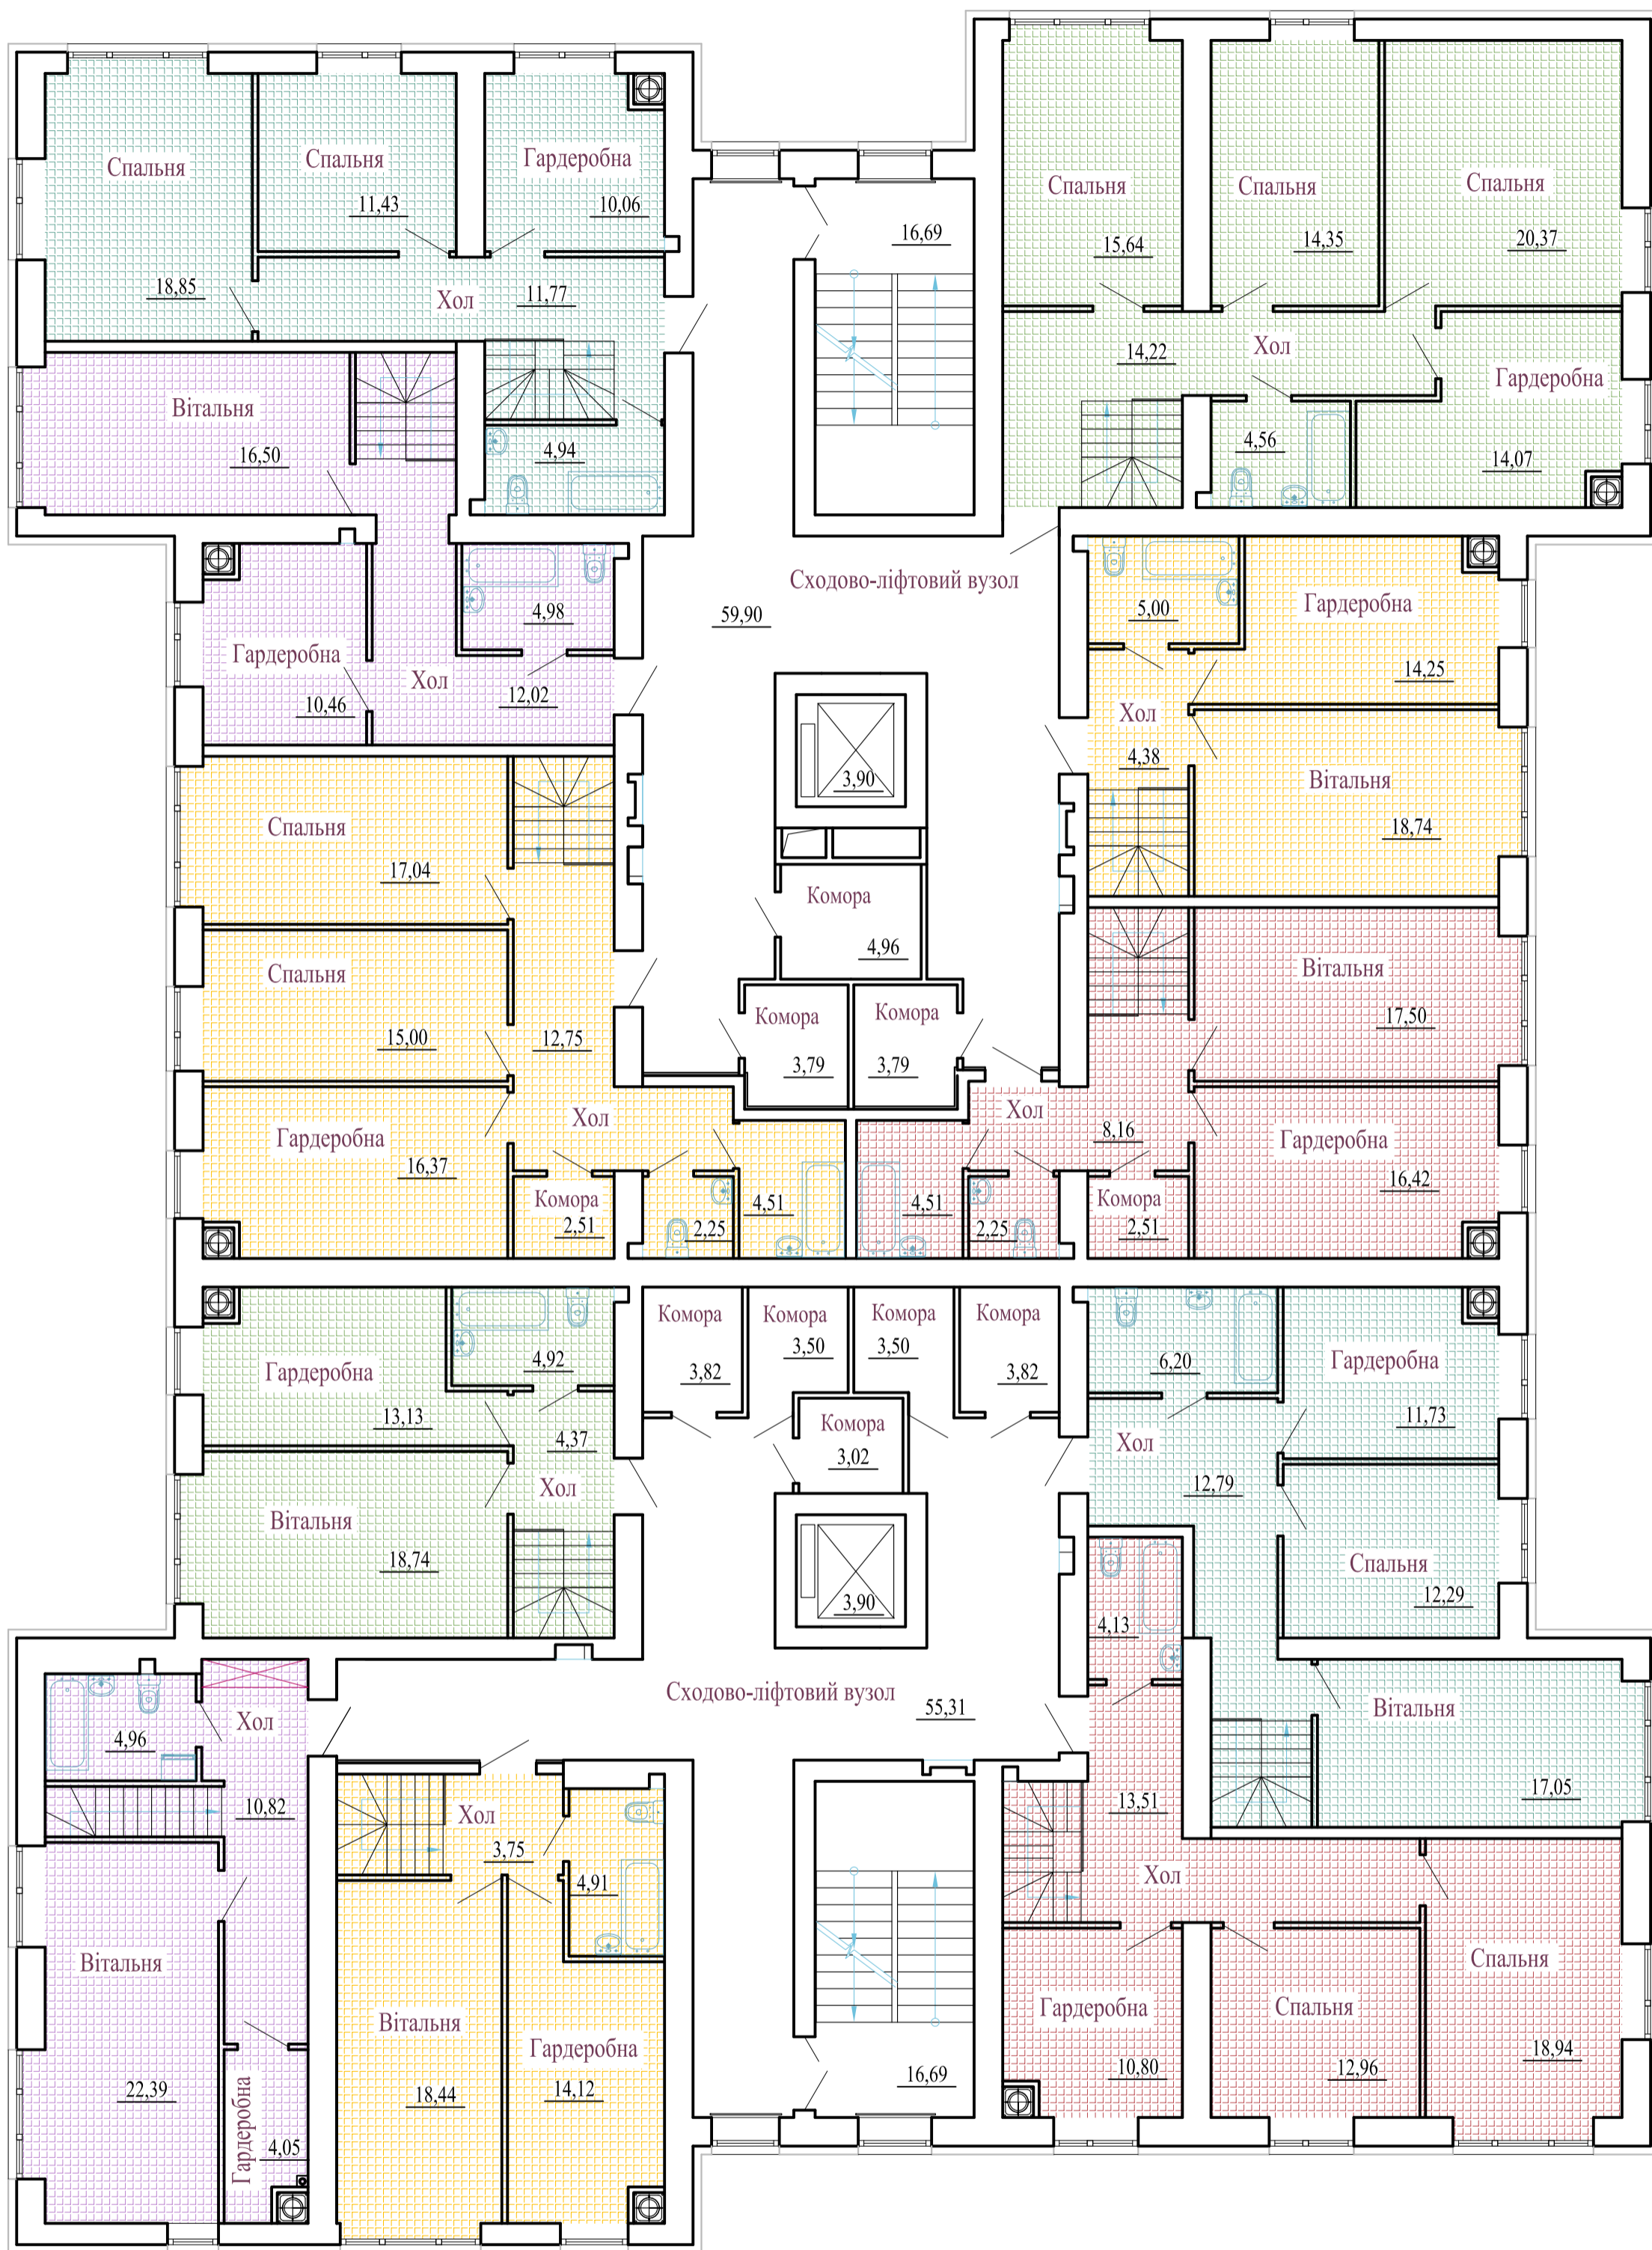 Спальня
18,85
Спальня
11,43
Гардеробна
10,06
Хол
11,77
4,94
16,69
Спальня
15,64
Спальня
14,35
Спальня
20,37
14,22
Хол
Гардеробна
14,07
4,56
Вітальня
16,50
4,98
Гардеробна
10,46
Хол
12,02
Сходово-ліфтовий вузол
59,90
3,90
5,00
Гардеробна
14,25
Хол
4,38
Вітальня
18,74
Спальня
17,04
Спальня
15,00
12,75
Гардеробна
16,37
Хол
Комора
2,51
2,25
4,51
Комора
4,96
Комора
3,79
Комора
3,79
Вітальня
17,50
Хол
8,16
Гардеробна
16,42
4,51
2,25
Комора
2,51
Гардеробна
13,13
4,92
4,37
Хол
Вітальня
18,74
Комора
3,82
Комора
3,50
Комора
3,50
Комора
3,82
Комора
3,02
3,90
6,20
Гардеробна
11,73
Хол
12,79
Спальня
12,29
4,13
Вітальня
17,05
Сходово-ліфтовий вузол
55,31
4,96
Хол
10,82
Вітальня
22,39
Гардеробна
4,05
Хол
3,75
4,91
Вітальня
18,44
Гардеробна
14,12
16,69
13,51
Хол
Гардеробна
10,80
Спальня
12,96
Спальня
18,94